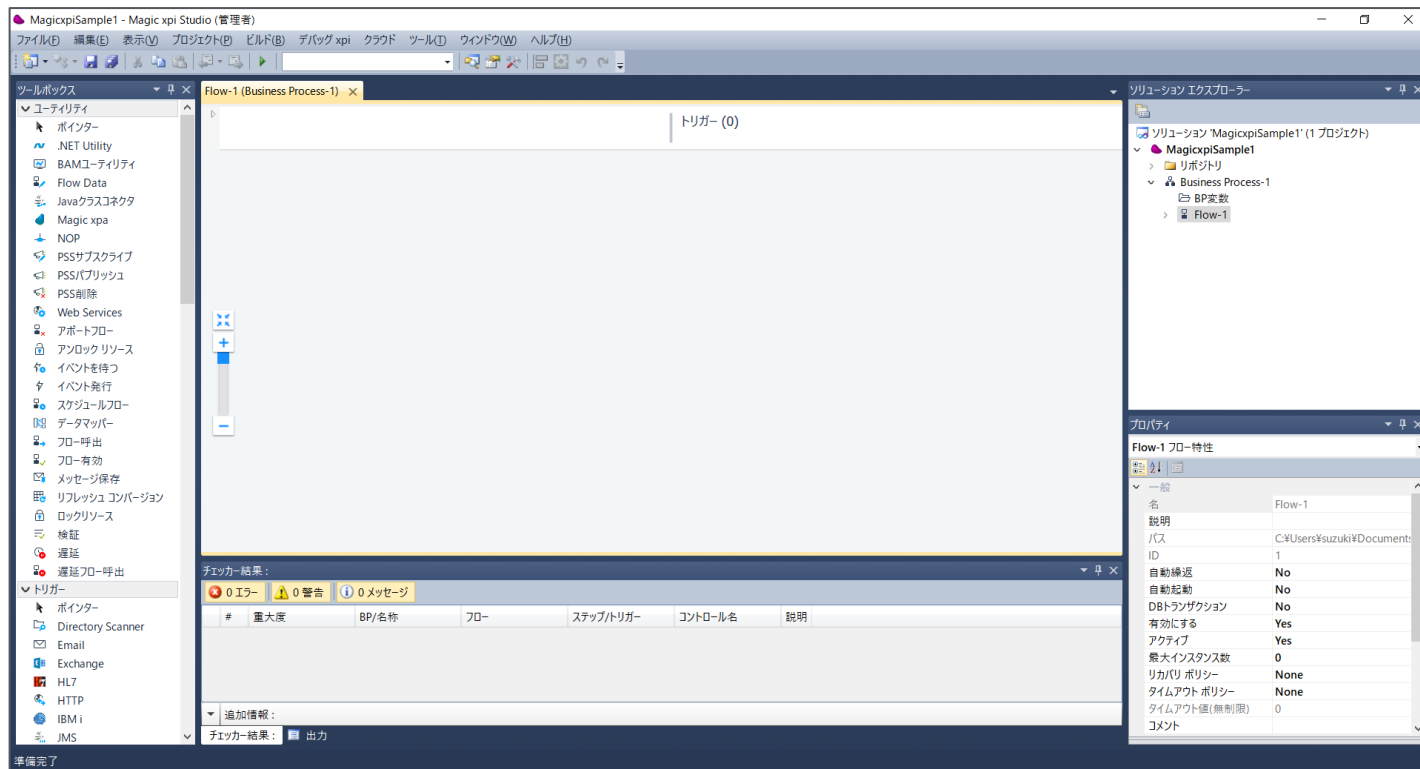 MagicxpiSample1 - Magic xpi Studio (管理者)
ファイル(F) 編集(E) 表示(V) プロジェクト(P) ビルド(B) デバッグ xpi クラウド ツール(T) ウィンドウ(W) ヘルプ(H)
ツールボックス
ユーティリティ
ポインター
.NET Utility
BAMユーティリティ
Flow Data
Javaクラスコネクタ
Magic xpa
NOP
PSSサブスクライブ
PSSパブリッシュ
PSS削除
Web Services
アボートフロー
アンロック リソース
イベントを待つ
イベント発行
スケジュールフロー
データマッパー
フロー呼出
フロー有効
メッセージ保存
リフレッシュ コンバージョン
ロックリソース
検証
遅延
遅延フロー呼出
トリガー
ポインター
Directory Scanner
Email
Exchange
HL7
HTTP
IBM i
JMS
Flow-1 (Business Process-1)
トリガー (0)
チェッカー結果 :
0 エラー 0 警告 0 メッセージ
# 重大度 BP/名称 フロー ステップ/トリガー コントロール名 説明
追加情報 :
チェッカー結果 : 出力
ソリューション エクスプローラー
ソリューション 'MagicxpiSample1' (1 プロジェクト)
MagicxpiSample1
リポジトリ
Business Process-1
BP変数
Flow-1
プロパティ
Flow-1 フロー特性
一般
名 Flow-1
説明
パス C:¥Users¥suzuki¥Documents
ID 1
自動繰返 No
自動起動 No
DBトランザクション No
有効にする Yes
アクティブ Yes
最大インスタンス数 0
リカバリ ポリシー None
タイムアウト ポリシー None
タイムアウト値(無制限) 0
コメント
準備完了